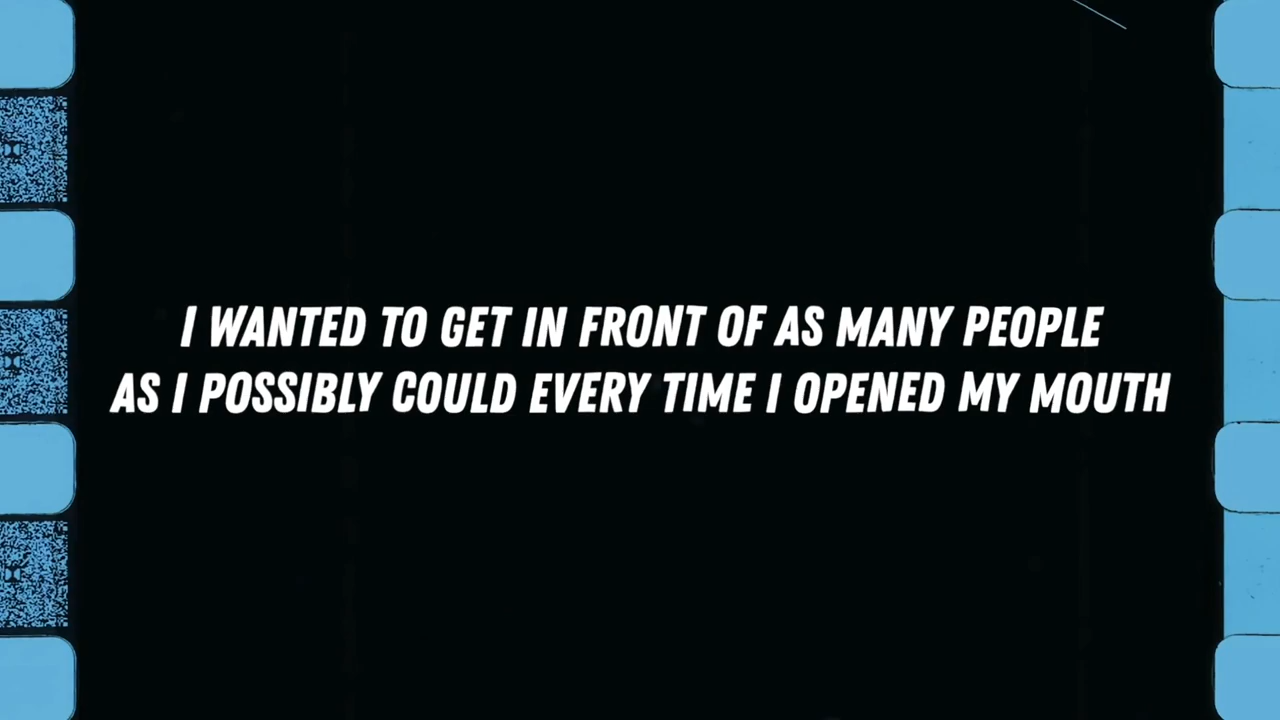 I WANTED TO GET IN FRONT OF AS MANY PEOPLE
AS I POSSIBLY COULD EVERY TIME I OPENED MY MOUTH